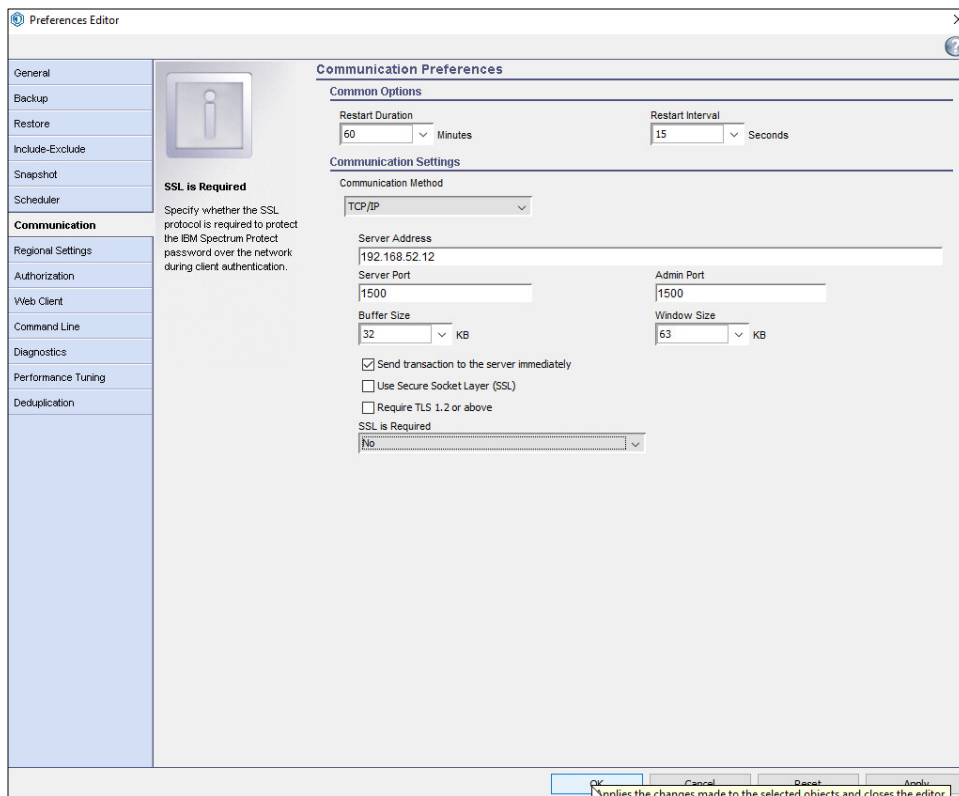 Preferences Editor
General
Backup
Restore
Include-Exclude
Snapshot
Scheduler
Communication
Regional Settings
Authorization
Web Client
Command Line
Diagnostics
Performance Tuning
Deduplication
SSL is Required
Specify whether the SSL
protocol is required to protect
the IBM Spectrum Protect
password over the network
during client authentication.
Communication Preferences
Common Options
Restart Duration
60 Minutes
Restart Interval
15 Seconds
Communication Settings
Communication Method
TCP/IP
Server Address
192.168.52.12
Server Port
1500
Admin Port
1500
Buffer Size
32 KB
Window Size
63 KB
Send transaction to the server immediately
Use Secure Socket Layer (SSL)
Require TLS 1.2 or above
SSL is Required
No
OK Cancel Reset Apply
Applies the changes made to the selected objects and closes the editor